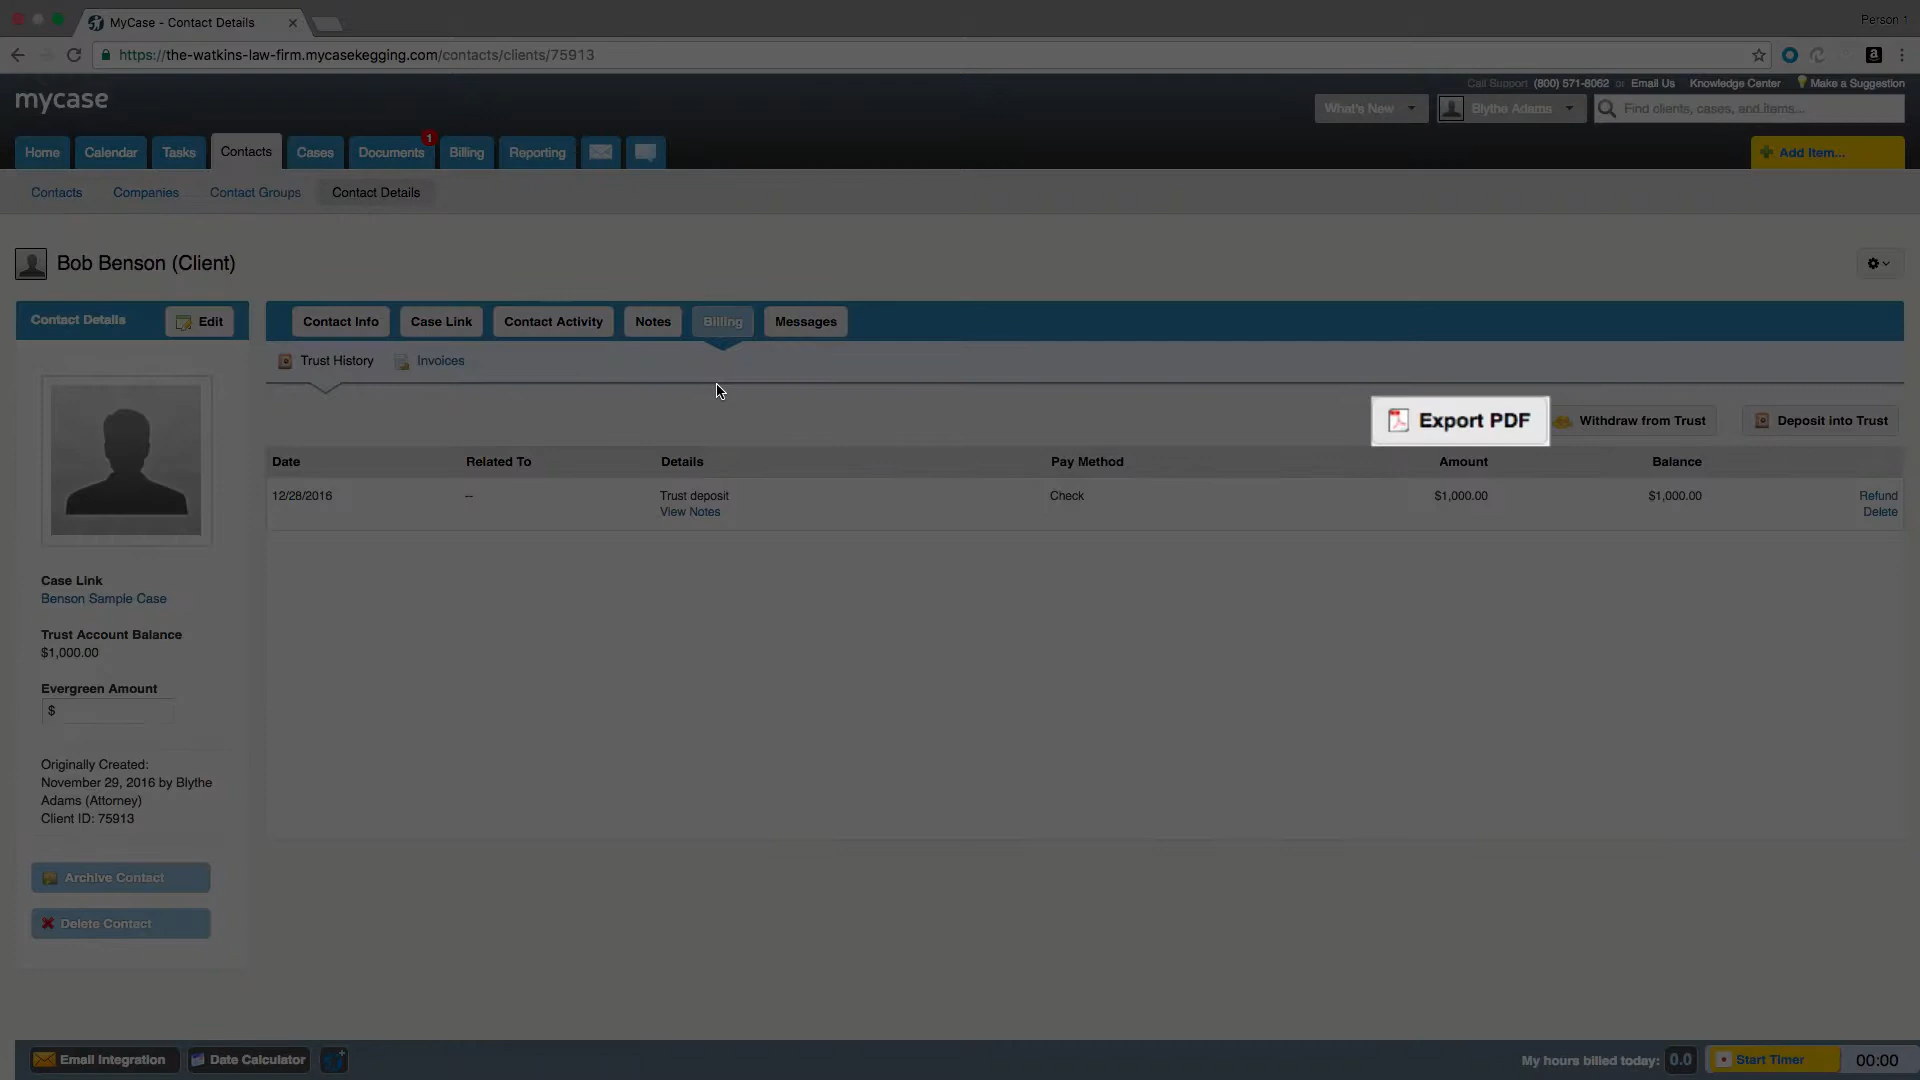 MyCase - Contact Details
Person 1
https://the-watkins-law-firm.mycasekegging.com/contacts/clients/75913
Call Support (800) 571-8062 or Email Us Knowledge Center Make a Suggestion
mycase
What's New
Blythe Adams
Find clients, cases, and items...
Home
Calendar
Tasks
Contacts
Cases
Documents
1
Billing
Reporting
Add Item...
Contacts
Companies
Contact Groups
Contact Details
Bob Benson (Client)
Contact Details
Edit
Contact Info
Case Link
Contact Activity
Notes
Billing
Messages
Trust History
Invoices
Export PDF
Withdraw from Trust
Deposit into Trust
Date Related To Details Pay Method Amount Balance
12/28/2016 -- Trust deposit Check $1,000.00 $1,000.00 Refund
View Notes Delete
Case Link
Benson Sample Case
Trust Account Balance
$1,000.00
Evergreen Amount
$
Originally Created:
November 29, 2016 by Blythe
Adams (Attorney)
Client ID: 75913
Archive Contact
Delete Contact
Email Integration
Date Calculator
My hours billed today: 0.0
Start Timer
00:00